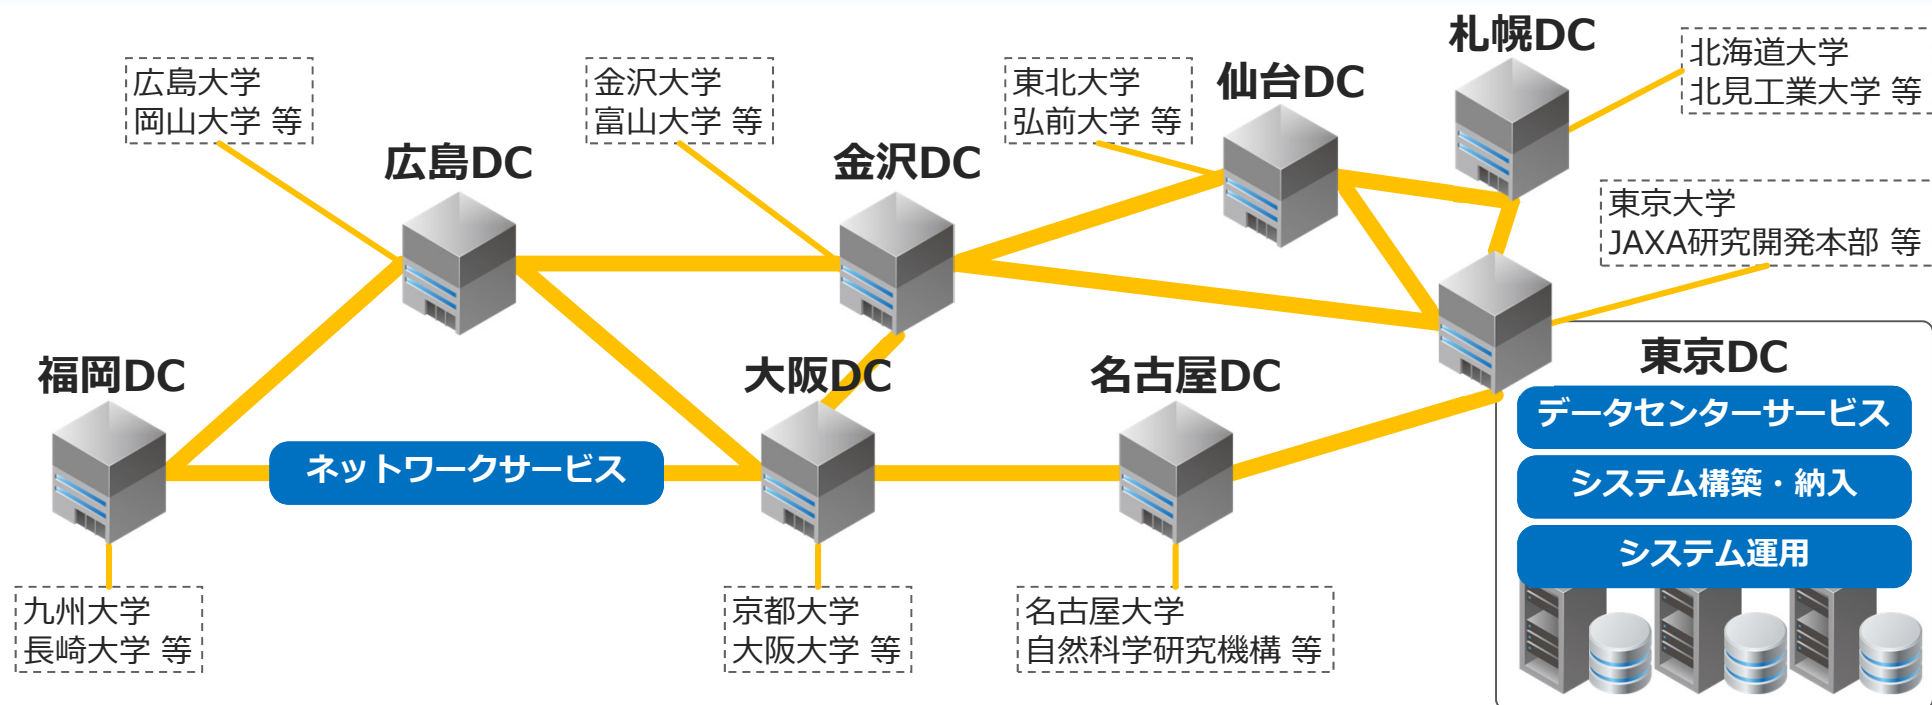 札幌DC
北海道大学
北見工業大学 等
仙台DC
東北大学
弘前大学 等
金沢大学
富山大学 等
広島大学
岡山大学 等
広島DC
金沢DC
東京大学
JAXA研究開発本部 等
福岡DC
大阪DC
名古屋DC
東京DC
データセンターサービス
ネットワークサービス
システム構築・納入
システム運用
九州大学
長崎大学 等
京都大学
大阪大学 等
名古屋大学
自然科学研究機構 等